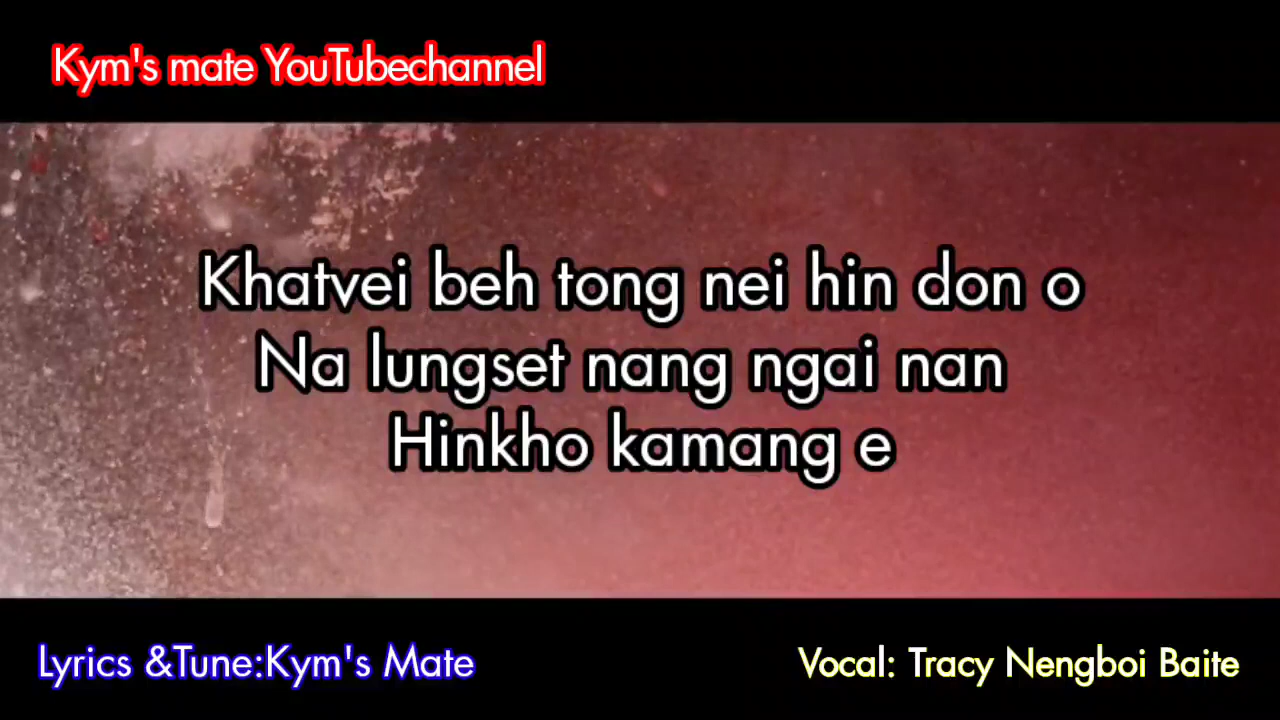 Kym's mate YouTubechannel
Khatvei beh tong nei hin don o
Na lungset nang ngai nan
Hinkho kamang e
Lyrics &Tune:Kym's Mate
Vocal: Tracy Nengboi Baite